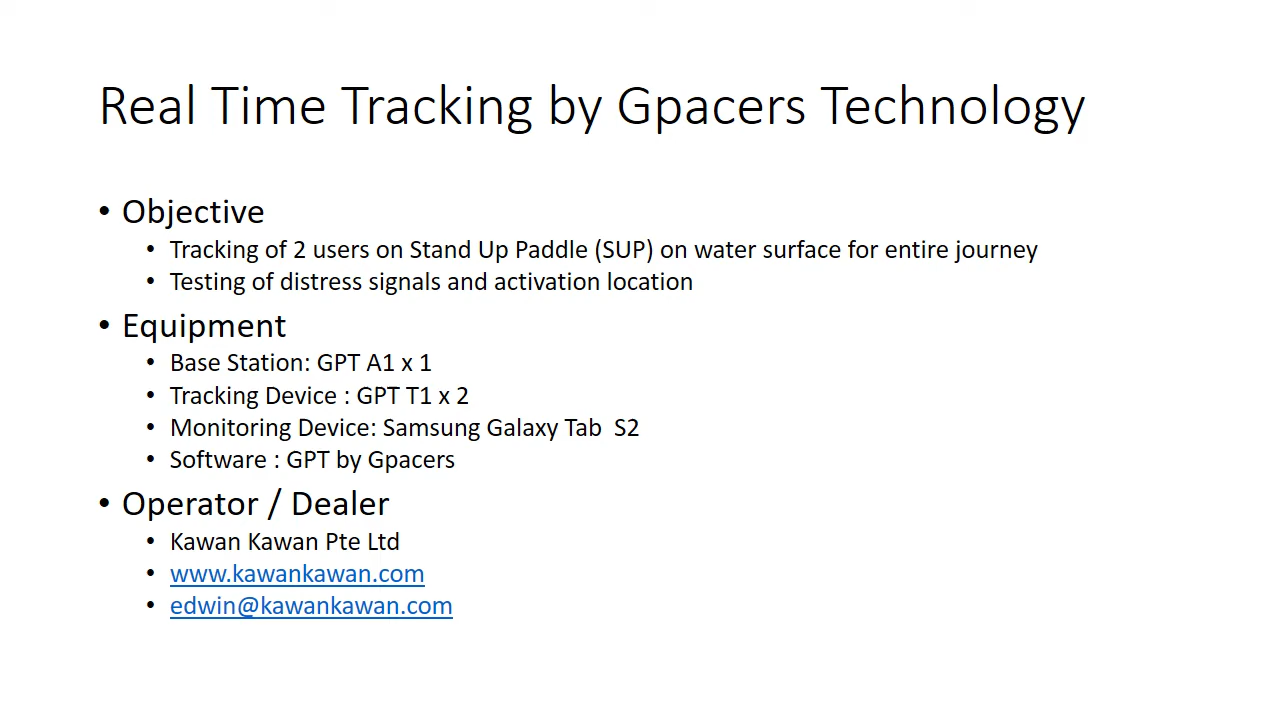 Real Time Tracking by Gpacers Technology
• Objective
• Tracking of 2 users on Stand Up Paddle (SUP) on water surface for entire journey
• Testing of distress signals and activation location
• Equipment
• Base Station: GPT A1 x 1
• Tracking Device : GPT T1 x 2
• Monitoring Device: Samsung Galaxy Tab  S2
• Software : GPT by Gpacers
• Operator / Dealer
• Kawan Kawan Pte Ltd
• www.kawankawan.com
• edwin@kawankawan.com